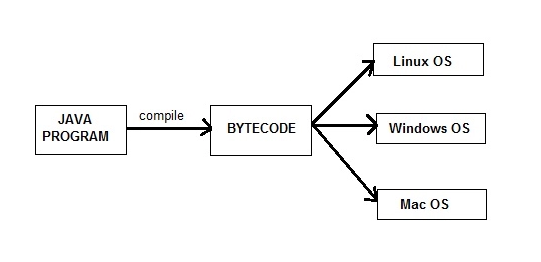 JAVA
PROGRAM
compile
BYTECODE
Linux OS
Windows OS
Mac OS